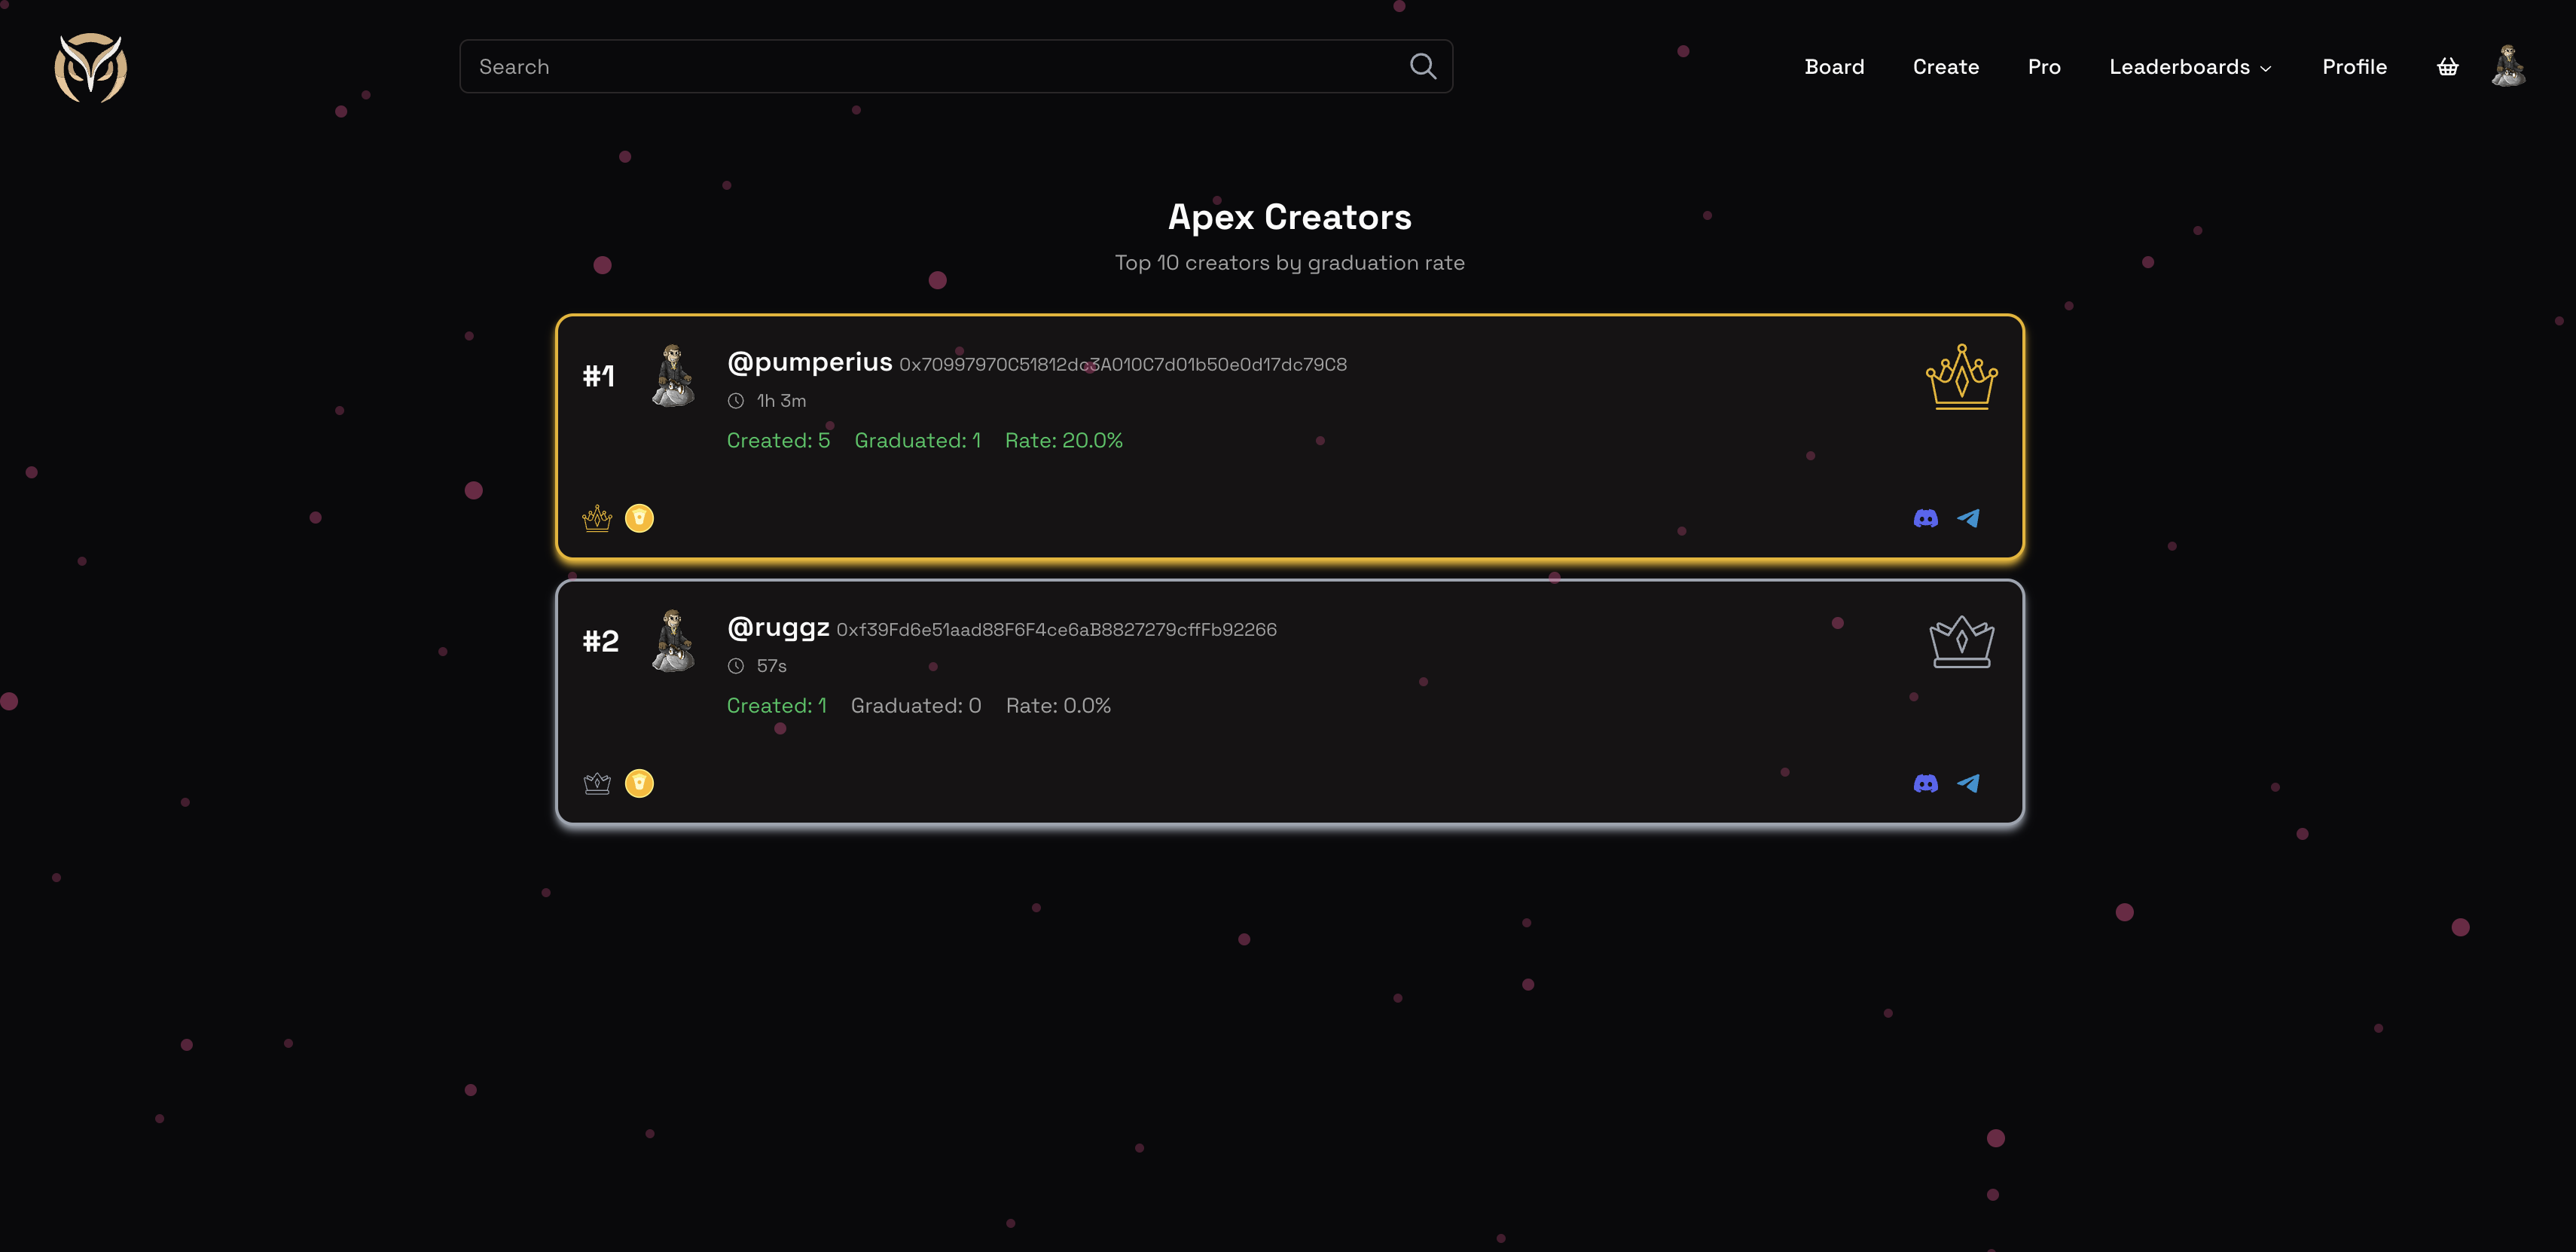 Search
Board Create Pro Leaderboards Profile
Apex Creators
Top 10 creators by graduation rate
#1 @pumperius 0x70997970C51812dc3A010C7d01b50e0d17dc79C8
1h 3m
Created: 5 Graduated: 1 Rate: 20.0%
#2 @ruggz 0xf39Fd6e51aad88F6F4ce6aB8827279cffFb92266
57s
Created: 1 Graduated: 0 Rate: 0.0%